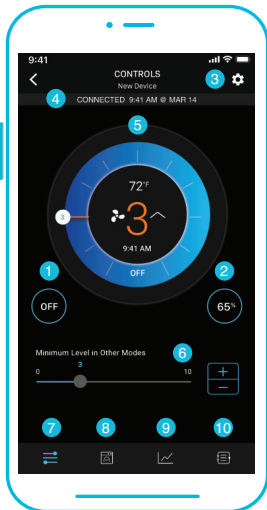 9:41
CONTROLS
New Device
3
4
CONNECTED 9:41 AM @ MAR 14
5
72°F
3
3
9:41 AM
OFF
1
2
OFF
65%
Minimum Level in Other Modes
6
3
0
10
+
−
7
8
9
10